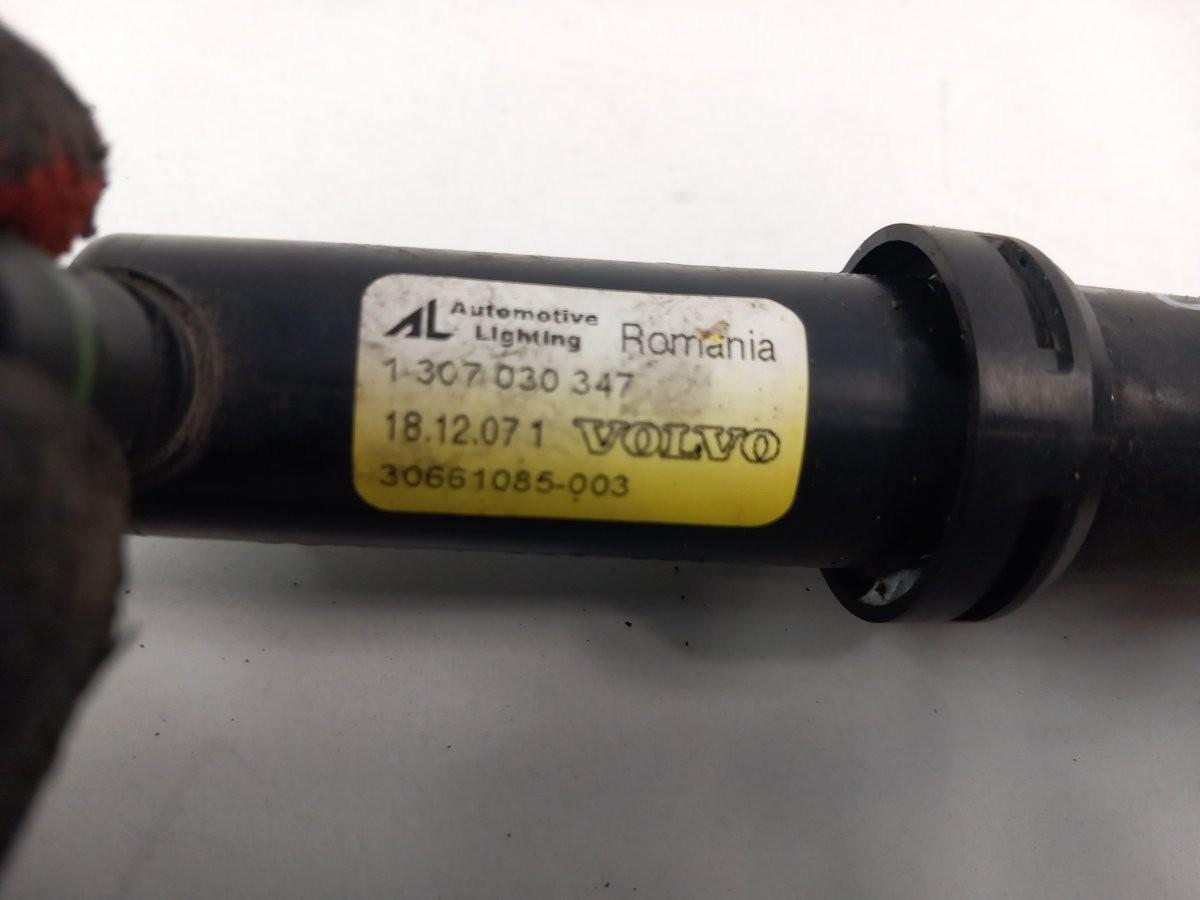 AL Automotive Lighting Romania
1 307 030 347
18.12.07 1 VOLVO
30661085-003